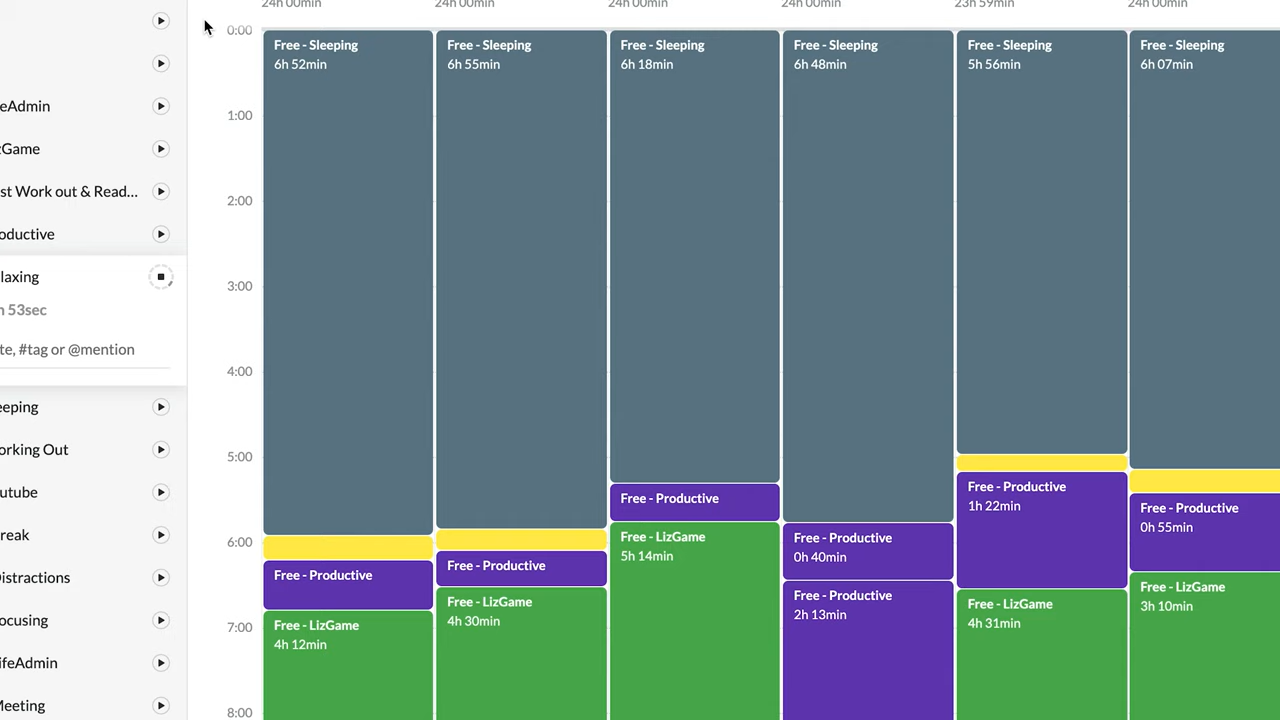 24h 00min 24h 00min 24h 00min 24h 00min 23h 59min 24h 00min
eAdmin
zGame
st Work out & Read...
oductive
laxing
n 53sec
te, #tag or @mention
eeping
orking Out
utube
reak
Distractions
ocusing
ifeAdmin
Meeting
0:00
1:00
2:00
3:00
4:00
5:00
6:00
7:00
8:00
Free - Sleeping
6h 52min
Free - Productive
Free - LizGame
4h 12min
Free - Sleeping
6h 55min
Free - Productive
Free - LizGame
4h 30min
Free - Sleeping
6h 18min
Free - Productive
Free - LizGame
5h 14min
Free - Sleeping
6h 48min
Free - Productive
0h 40min
Free - Productive
2h 13min
Free - Sleeping
5h 56min
Free - Productive
1h 22min
Free - LizGame
4h 31min
Free - Sleeping
6h 07min
Free - Productive
0h 55min
Free - LizGame
3h 10min